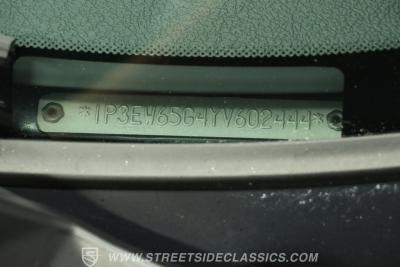 *1P3EW65G4YV602444*
WWW.STREETSIDECLASSICS.COM